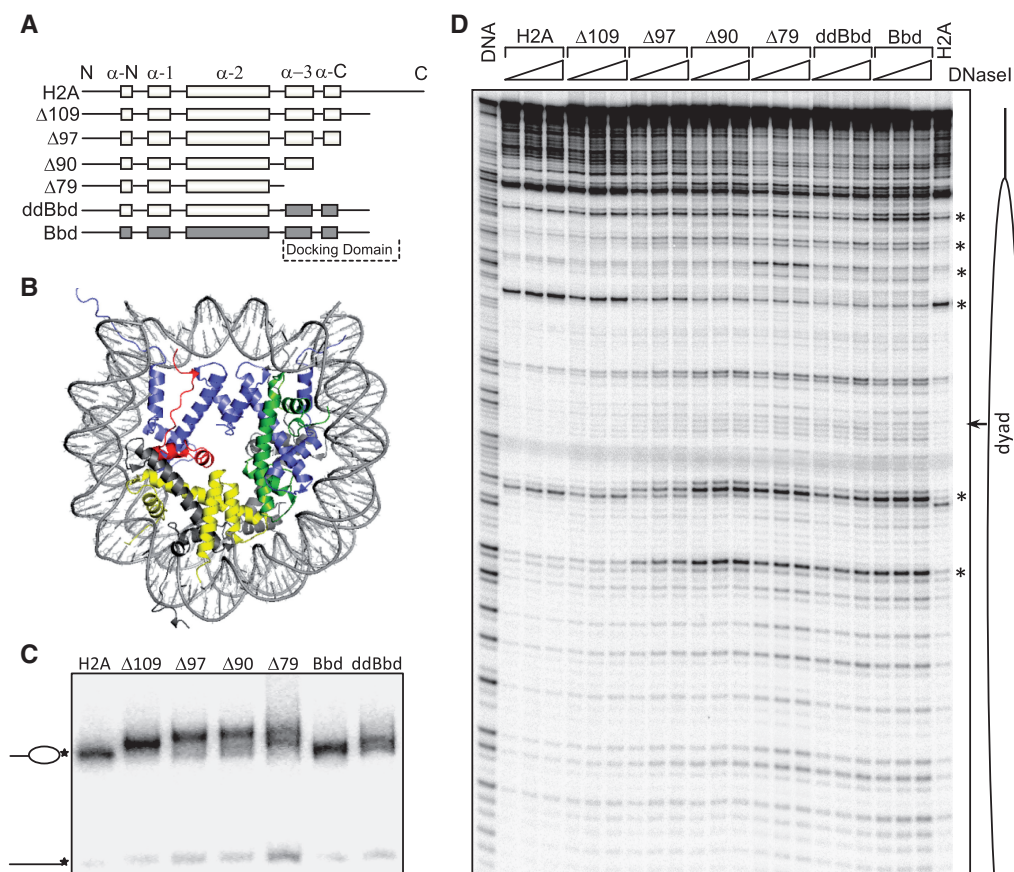 A
N α-N α-1 α-2 α-3 α-C C
H2A
Δ109
Δ97
Δ90
Δ79
ddBbd
Bbd
Docking Domain
B
C
H2A Δ109 Δ97 Δ90 Δ79 Bbd ddBbd
★
★
D
DNA H2A Δ109 Δ97 Δ90 Δ79 ddBbd Bbd H2A
DNaseI
*
*
*
*
dyad
*
*